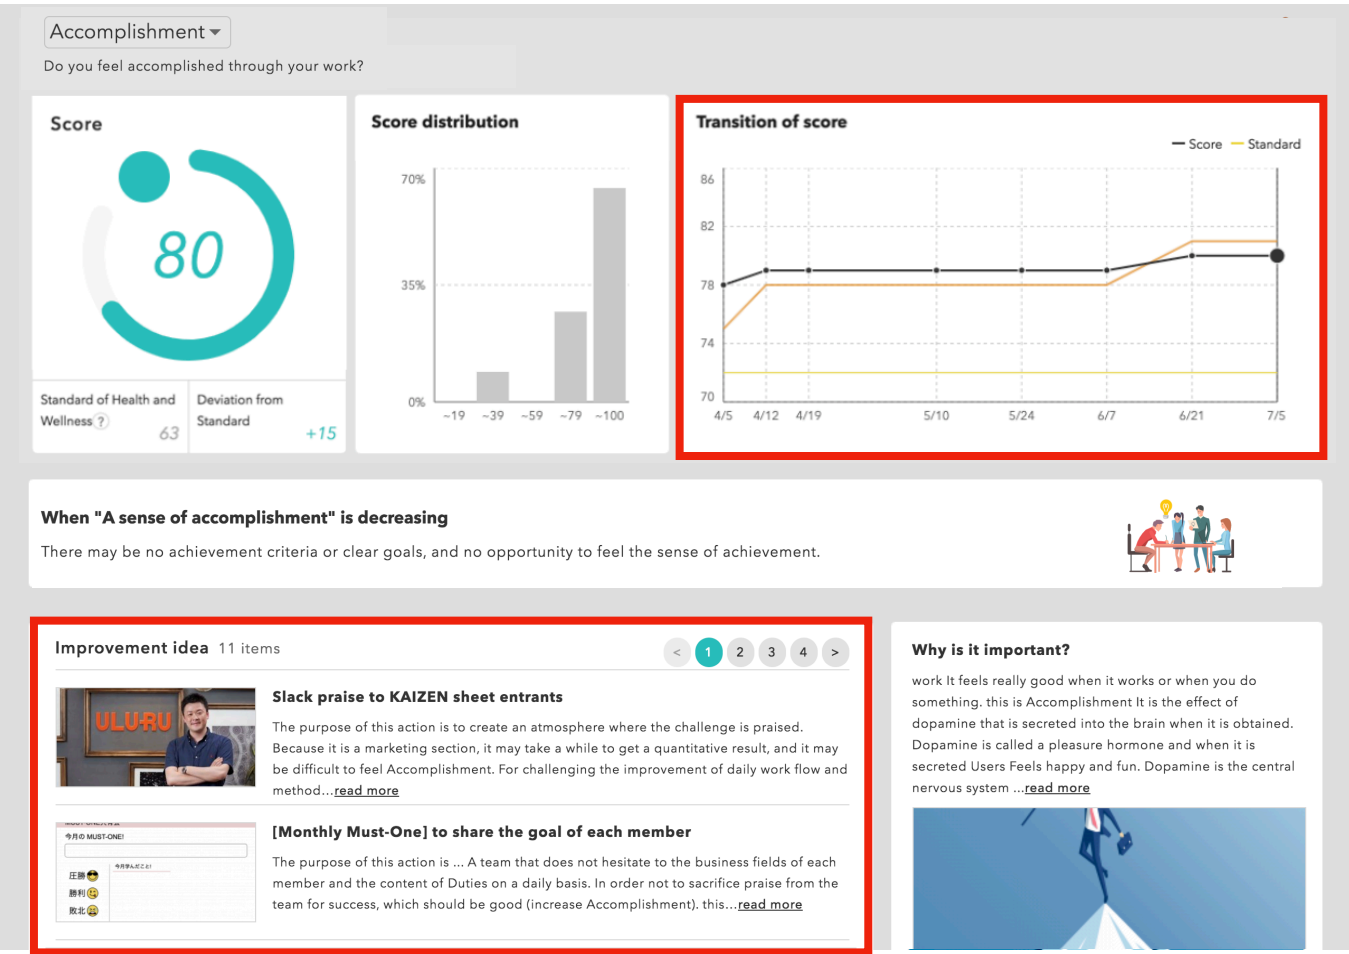 Accomplishment
Do you feel accomplished through your work?
Score
80
Standard of Health and
Wellness ?
63
Deviation from
Standard
+15
Score distribution
70%
35%
0%
~19 ~39 ~59 ~79 ~100
Transition of score
Score Standard
86
82
78
74
70
4/5 4/12 4/19 5/10 5/24 6/7 6/21 7/5
When "A sense of accomplishment" is decreasing
There may be no achievement criteria or clear goals, and no opportunity to feel the sense of achievement.
Improvement idea 11 items
< 1 2 3 4 >
ULURU
Slack praise to KAIZEN sheet entrants
The purpose of this action is to create an atmosphere where the challenge is praised.
Because it is a marketing section, it may take a while to get a quantitative result, and it may
be difficult to feel Accomplishment. For challenging the improvement of daily work flow and
method...read more
今月の MUST-ONE!
今月学んだこと!
圧勝
勝利
敗北
[Monthly Must-One] to share the goal of each member
The purpose of this action is ... A team that does not hesitate to the business fields of each
member and the content of Duties on a daily basis. In order not to sacrifice praise from the
team for success, which should be good (increase Accomplishment). this...read more
Why is it important?
work It feels really good when it works or when you do
something. this is Accomplishment It is the effect of
dopamine that is secreted into the brain when it is obtained.
Dopamine is called a pleasure hormone and when it is
secreted Users Feels happy and fun. Dopamine is the central
nervous system ...read more